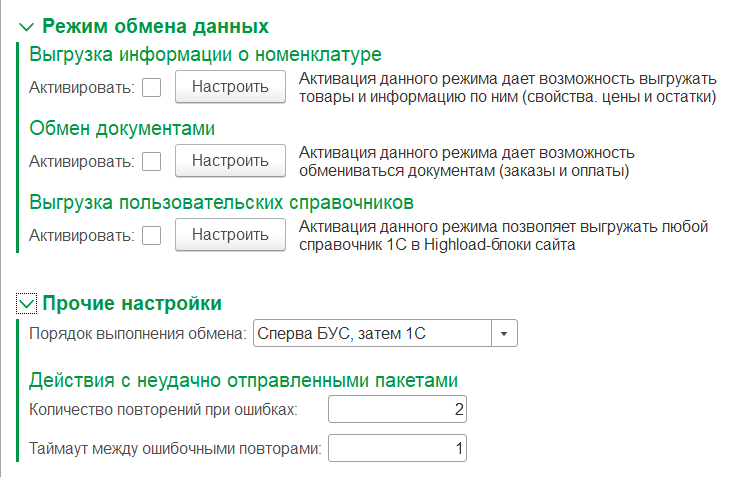 Режим обмена данных
Выгрузка информации о номенклатуре
Активировать: Настроить Активация данного режима дает возможность выгружать
товары и информацию по ним (свойства. цены и остатки)
Обмен документами
Активировать: Настроить Активация данного режима дает возможность
обмениваться документам (заказы и оплаты)
Выгрузка пользовательских справочников
Активировать: Настроить Активация данного режима позволяет выгружать любой
справочник 1С в Highload-блоки сайта
Прочие настройки
Порядок выполнения обмена: Сперва БУС, затем 1С
Действия с неудачно отправленными пакетами
Количество повторений при ошибках: 2
Таймаут между ошибочными повторами: 1